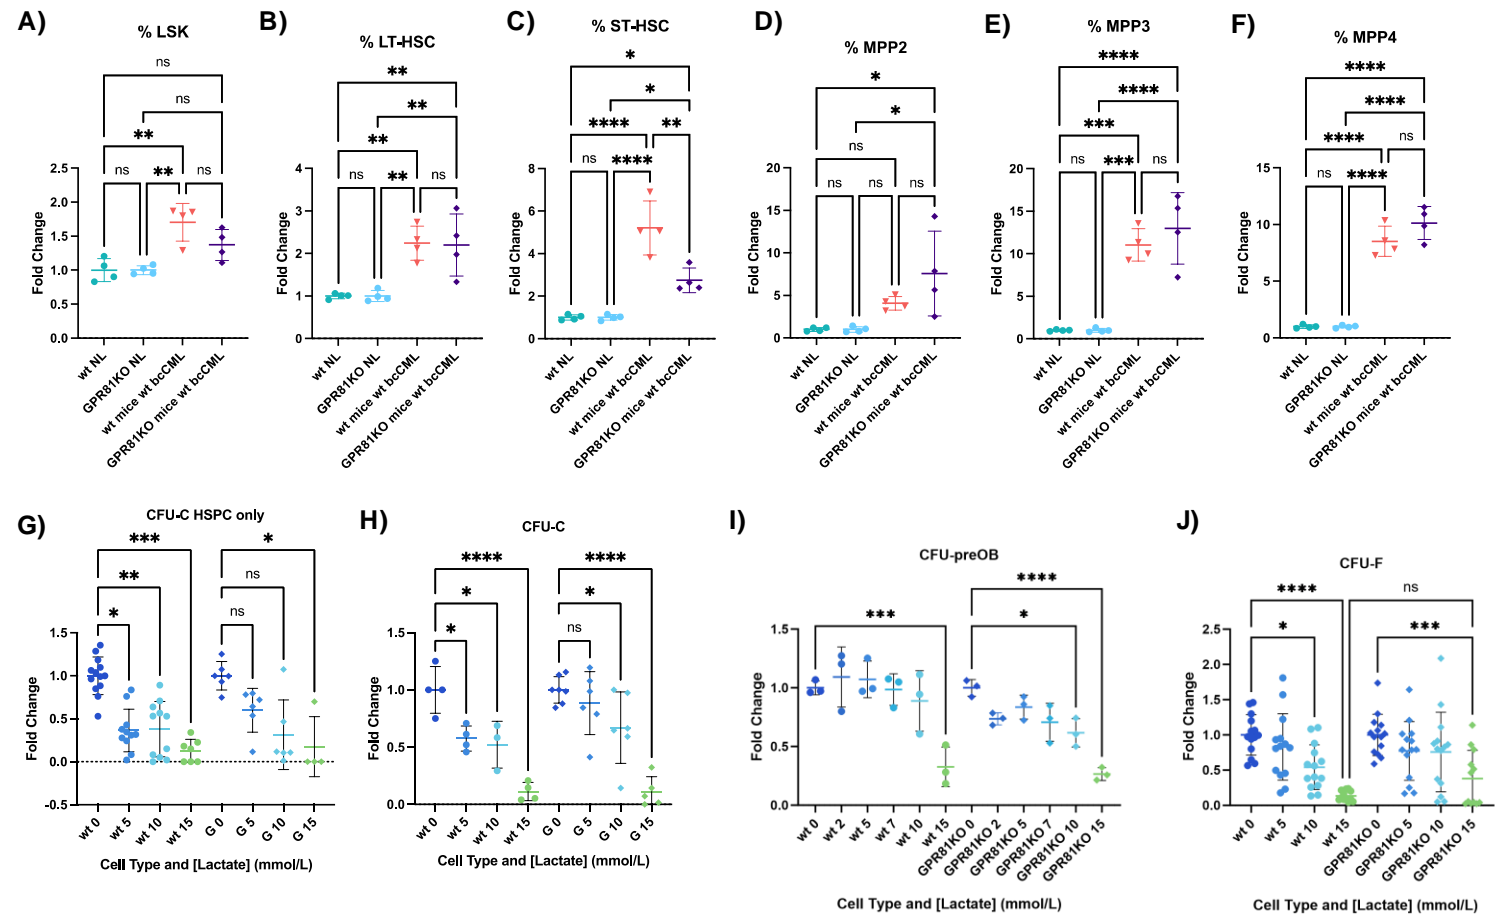 A)
% LSK
ns
ns
**
ns
**
ns
Fold Change
2.5
2.0
1.5
1.0
0.5
0.0
wt NL
GPR81KO NL
wt mice wt bcCML
GPR81KO mice wt bcCML
B)
% LT-HSC
**
**
**
ns
**
ns
Fold Change
4
3
2
1
0
wt NL
GPR81KO NL
wt mice wt bcCML
GPR81KO mice wt bcCML
C)
% ST-HSC
*
*
****
**
ns
****
Fold Change
8
6
4
2
0
wt NL
GPR81KO NL
wt mice wt bcCML
GPR81KO mice wt bcCML
D)
% MPP2
*
*
ns
ns
ns
ns
Fold Change
20
15
10
5
0
wt NL
GPR81KO NL
wt mice wt bcCML
GPR81KO mice wt bcCML
E)
% MPP3
****
****
***
ns
***
ns
Fold Change
20
15
10
5
0
wt NL
GPR81KO NL
wt mice wt bcCML
GPR81KO mice wt bcCML
F)
% MPP4
****
****
****
ns
ns
****
Fold Change
15
10
5
0
wt NL
GPR81KO NL
wt mice wt bcCML
GPR81KO mice wt bcCML
G)
CFU-C HSPC only
***
*
**
ns
*
ns
Fold Change
1.5
1.0
0.5
0.0
-0.5
wt 0
wt 5
wt 10
wt 15
G 0
G 5
G 10
G 15
Cell Type and [Lactate] (mmol/L)
H)
CFU-C
****
****
*
*
*
ns
Fold Change
1.5
1.0
0.5
0.0
wt 0
wt 5
wt 10
wt 15
G 0
G 5
G 10
G 15
Cell Type and [Lactate] (mmol/L)
I)
CFU-preOB
****
***
*
Fold Change
1.5
1.0
0.5
0.0
wt 0
wt 2
wt 5
wt 7
wt 10
wt 15
GPR81KO 0
GPR81KO 2
GPR81KO 5
GPR81KO 7
GPR81KO 10
GPR81KO 15
Cell Type and [Lactate] (mmol/L)
J)
CFU-F
****
ns
*
***
Fold Change
2.5
2.0
1.5
1.0
0.5
0.0
wt 0
wt 5
wt 10
wt 15
GPR81KO 0
GPR81KO 5
GPR81KO 10
GPR81KO 15
Cell Type and [Lactate] (mmol/L)